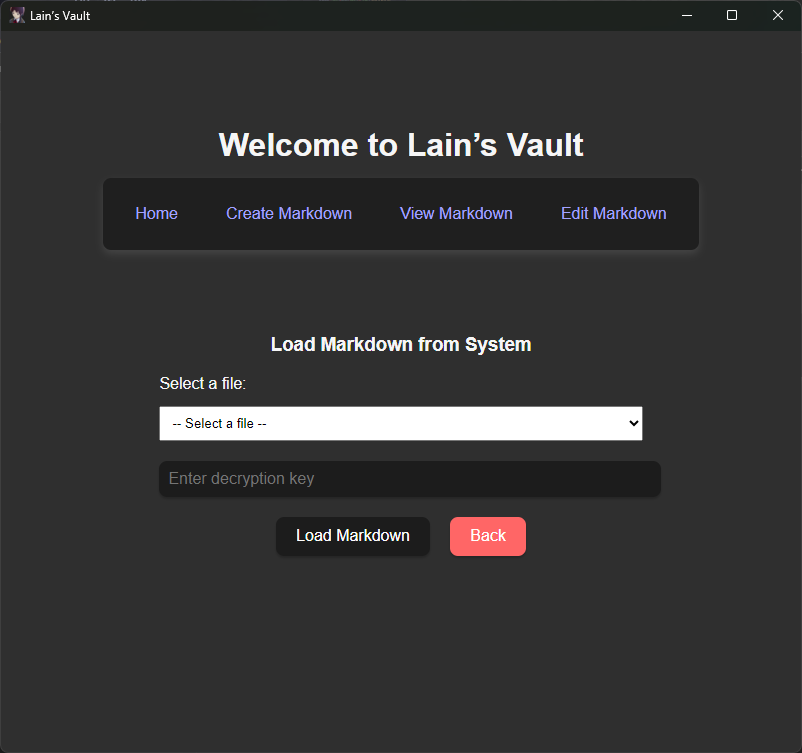 Lain’s Vault
Welcome to Lain’s Vault
Home Create Markdown View Markdown Edit Markdown
Load Markdown from System
Select a file:
-- Select a file --
Enter decryption key
Load Markdown Back